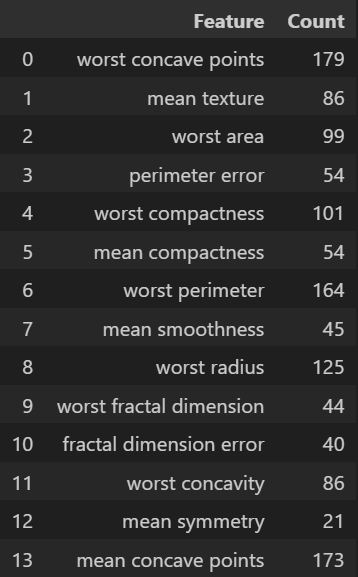 Feature Count
0 worst concave points 179
1 mean texture 86
2 worst area 99
3 perimeter error 54
4 worst compactness 101
5 mean compactness 54
6 worst perimeter 164
7 mean smoothness 45
8 worst radius 125
9 worst fractal dimension 44
10 fractal dimension error 40
11 worst concavity 86
12 mean symmetry 21
13 mean concave points 173